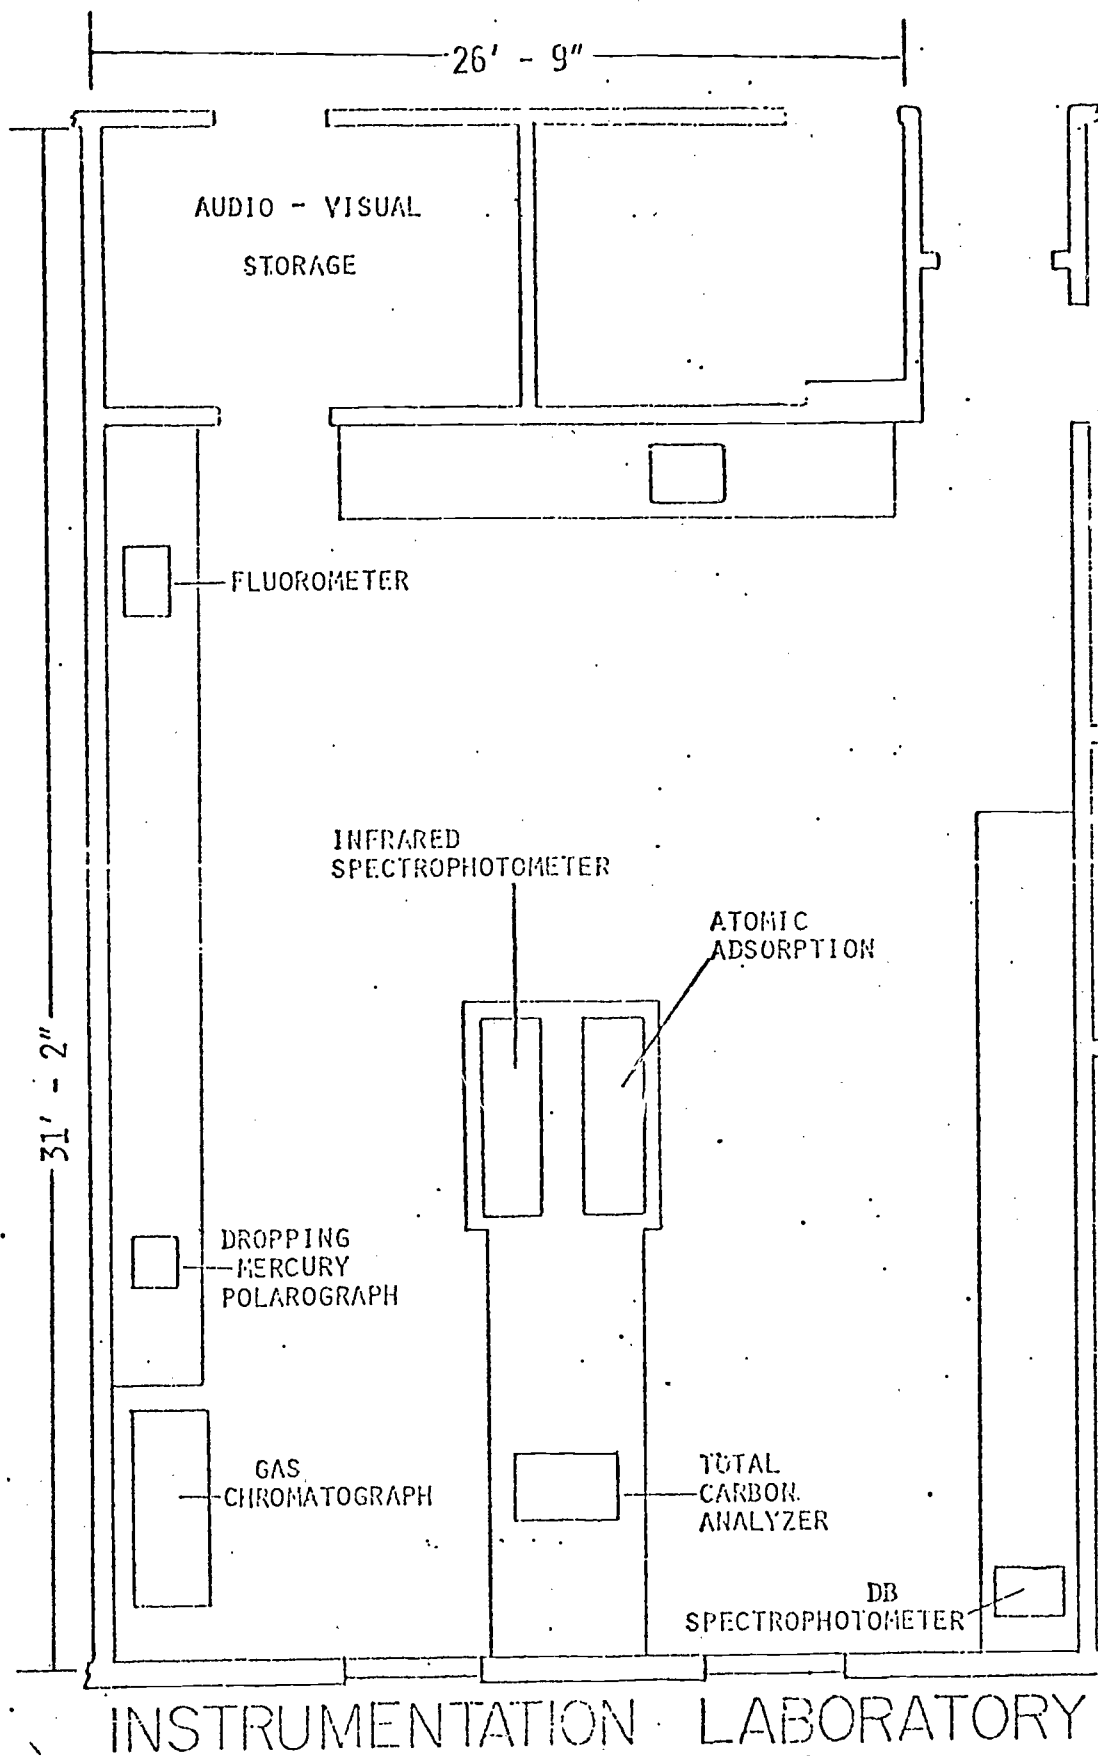 26' - 9"
AUDIO - VISUAL
STORAGE
FLUOROMETER
INFRARED
SPECTROPHOTOMETER
ATOMIC
ADSORPTION
31' - 2"
DROPPING
MERCURY
POLAROGRAPH
GAS
CHROMATOGRAPH
TOTAL
CARBON
ANALYZER
DB
SPECTROPHOTOMETER
INSTRUMENTATION LABORATORY